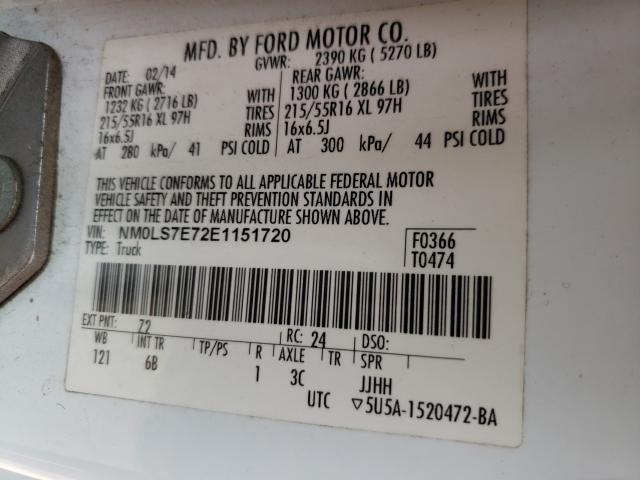 MFD. BY FORD MOTOR CO.
DATE: 02/14
GVWR: 2390 KG ( 5270 LB)
FRONT GAWR:
1232 KG ( 2716 LB) WITH
215/55R16 XL 97H TIRES
16x6.5J RIMS
AT 280 kPa/ 41 PSI COLD
REAR GAWR: WITH
1300 KG ( 2866 LB) TIRES
215/55R16 XL 97H RIMS
16x6.5J
AT 300 kPa/ 44 PSI COLD
THIS VEHICLE CONFORMS TO ALL APPLICABLE FEDERAL MOTOR
VEHICLE SAFETY AND THEFT PREVENTION STANDARDS IN
EFFECT ON THE DATE OF MANUFACTURE SHOWN ABOVE.
VIN: NM0LS7E72E1151720
TYPE: Truck
F0366
T0474
EXT PNT: Z2 RC: 24 DSO:
WB INT TR TP/PS R AXLE TR SPR
121 6B 1 3C JJHH
UTC ▽5U5A-1520472-BA